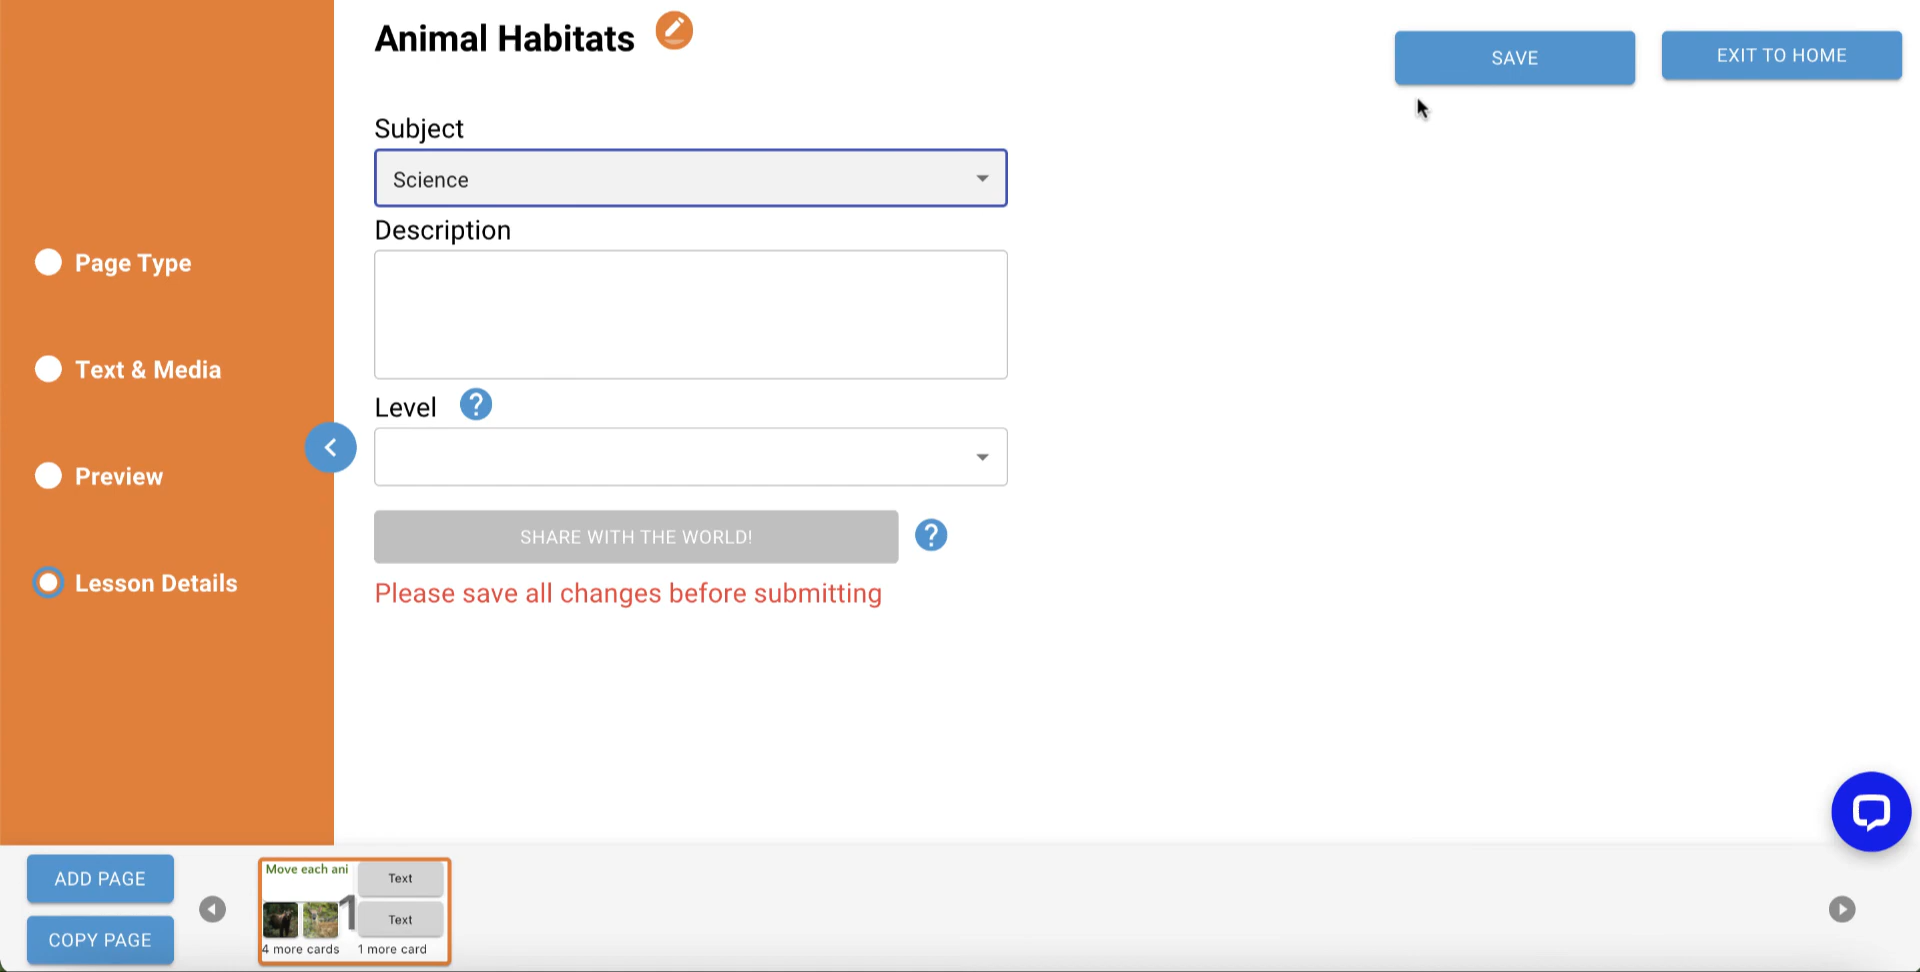 Animal Habitats
SAVE
EXIT TO HOME
Subject
Science
Description
Level
?
SHARE WITH THE WORLD!
?
Please save all changes before submitting
Page Type
Text & Media
Preview
Lesson Details
ADD PAGE
COPY PAGE
Move each ani
Text
1
Text
4 more cards
1 more card